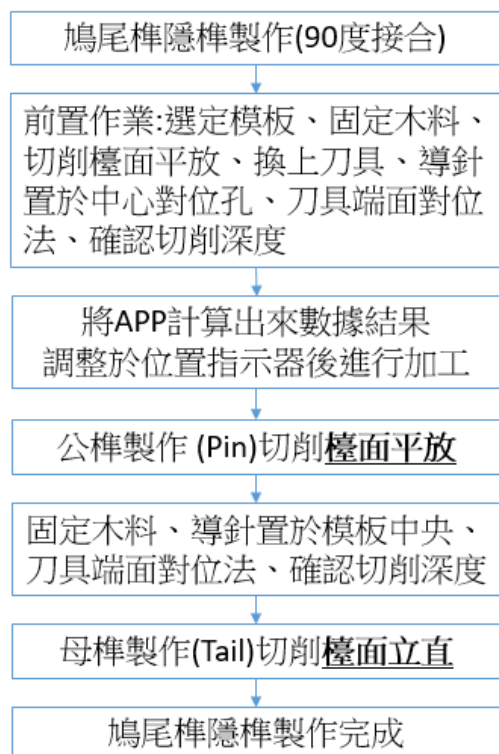 鳩尾榫隱榫製作(90度接合)
前置作業:選定模板、固定木料、
切削檯面平放、換上刀具、導針
置於中心對位孔、刀具端面對位
法、確認切削深度
將APP計算出來數據結果
調整於位置指示器後進行加工
公榫製作 (Pin)切削檯面平放
固定木料、導針置於模板中央、
刀具端面對位法、確認切削深度
母榫製作(Tail)切削檯面立直
鳩尾榫隱榫製作完成